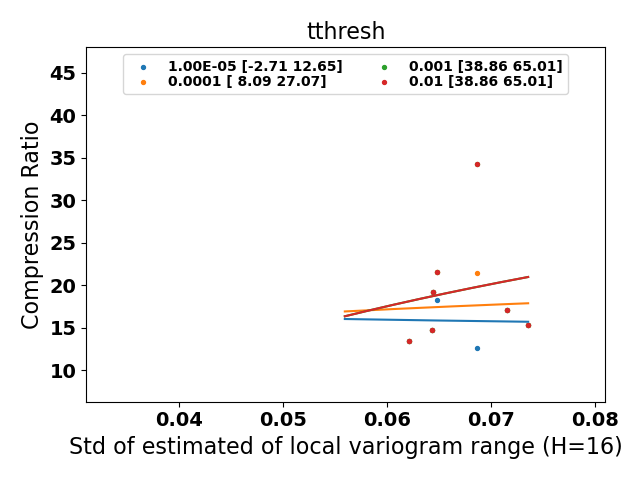 tthresh
1.00E-05 [-2.71 12.65]
0.0001 [ 8.09 27.07]
0.001 [38.86 65.01]
0.01 [38.86 65.01]
Compression Ratio
45
40
35
30
25
20
15
10
0.04 0.05 0.06 0.07 0.08
Std of estimated of local variogram range (H=16)